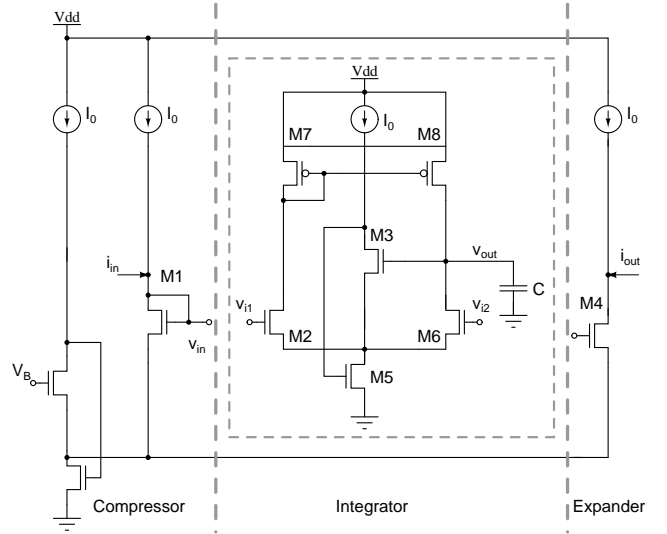 Vdd
Vdd
I0
I0
I0
I0
M7
M8
M3
iin
M1
vout
iout
vi1
vi2
C
M4
M2
M6
vin
VB
M5
Compressor
Integrator
Expander